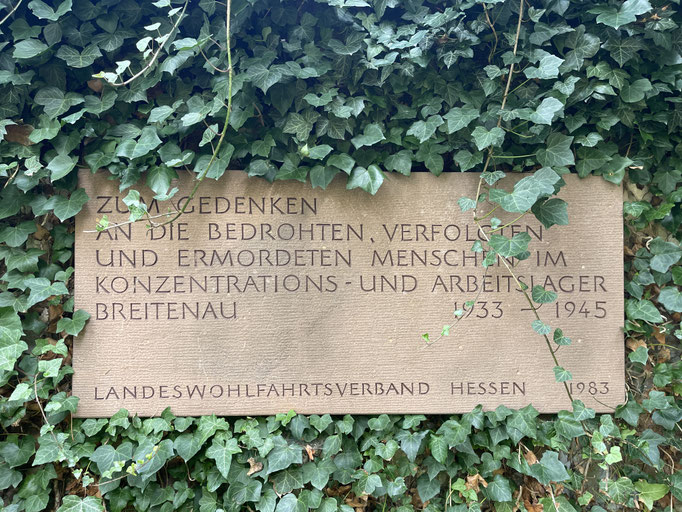 ZUM GEDENKEN
AN DIE BEDROHTEN, VERFOLGTEN
UND ERMORDETEN MENSCHEN IM
KONZENTRATIONS-UND ARBEITSLAGER
BREITENAU 1933 – 1945
LANDESWOHLFAHRTSVERBAND HESSEN 1983